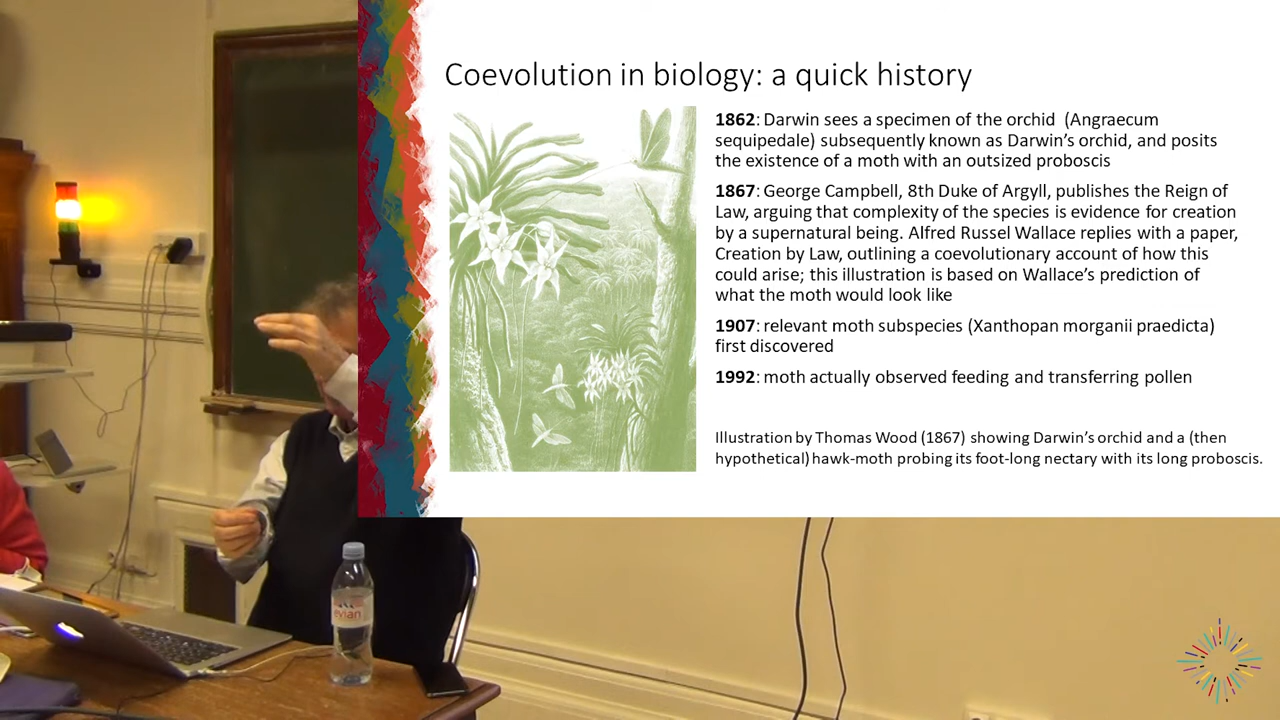 Coevolution in biology: a quick history
1862: Darwin sees a specimen of the orchid (Angraecum
sequipedale) subsequently known as Darwin's orchid, and posits
the existence of a moth with an outsized proboscis
1867: George Campbell, 8th Duke of Argyll, publishes the Reign of
Law, arguing that complexity of the species is evidence for creation
by a supernatural being. Alfred Russel Wallace replies with a paper,
Creation by Law, outlining a coevolutionary account of how this
could arise; this illustration is based on Wallace's prediction of
what the moth would look like
1907: relevant moth subspecies (Xanthopan morganii praedicta)
first discovered
1992: moth actually observed feeding and transferring pollen
Illustration by Thomas Wood (1867) showing Darwin's orchid and a (then
hypothetical) hawk-moth probing its foot-long nectary with its long proboscis.
evian